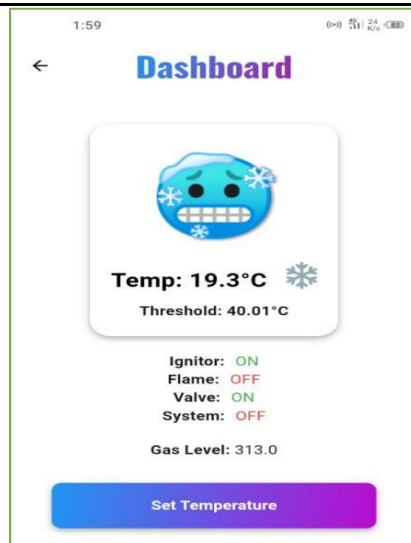 1:59
24
K/s
Dashboard
Temp: 19.3°C
Threshold: 40.01°C
Ignitor: ON
Flame: OFF
Valve: ON
System: OFF
Gas Level: 313.0
Set Temperature